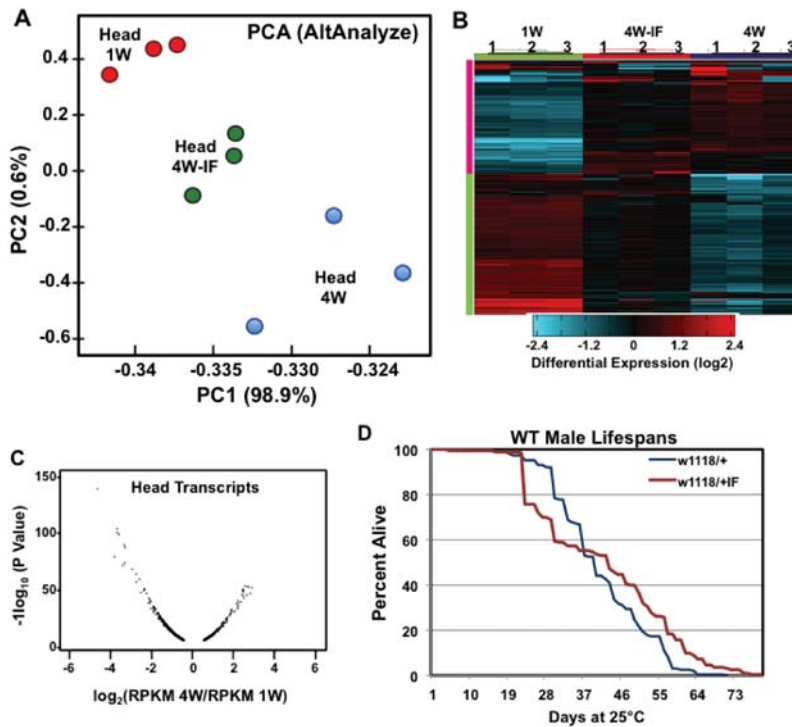 A
PCA (AltAnalyze)
Head
1W
Head
4W-IF
Head
4W
0.4
0.2
0.0
-0.2
-0.4
-0.6
PC2 (0.6%)
-0.34 -0.335 -0.330 -0.324
PC1 (98.9%)
B
1W 4W-IF 4W
1 2 3 1 2 3 1 2 3
-2.4 -1.2 0 1.2 2.4
Differential Expression (log2)
C
Head Transcripts
150
100
50
0
-1log10 (P Value)
-6 -4 -2 0 2 4 6
log2(RPKM 4W/RPKM 1W)
D
WT Male Lifespans
w1118/+
w1118/+IF
100
80
60
40
20
0
Percent Alive
1 10 19 28 37 46 55 64 73
Days at 25°C